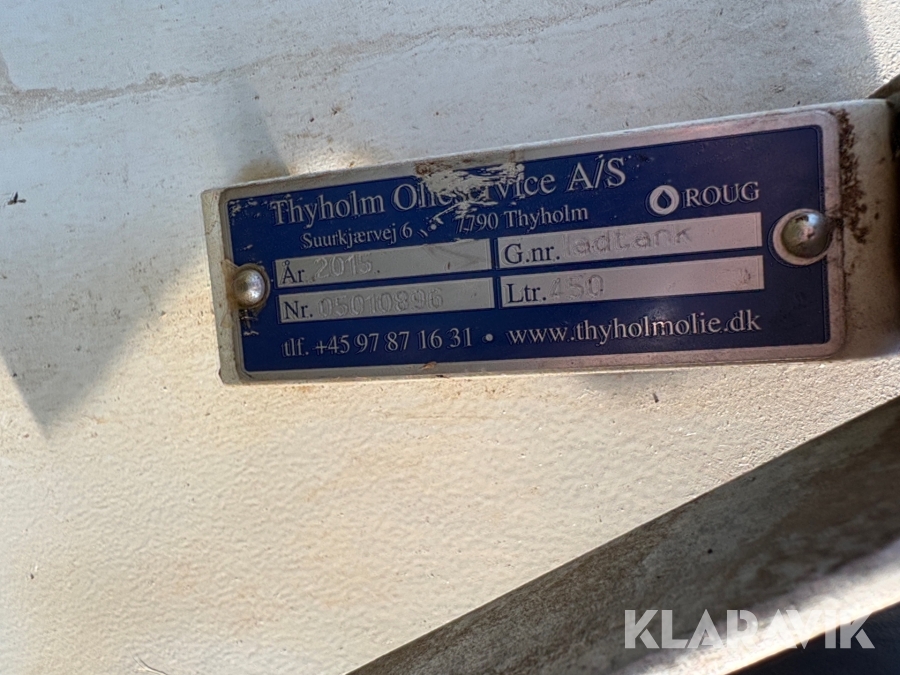 Thyholm Olieservice A/S
Suurkjærvej 6 • 7790 Thyholm
ROUG
År. 2015.
G.nr. ladtank
Nr. 05010896
Ltr. 450
tlf. +45 97 87 16 31 • www.thyholmolie.dk
KLARAVIK